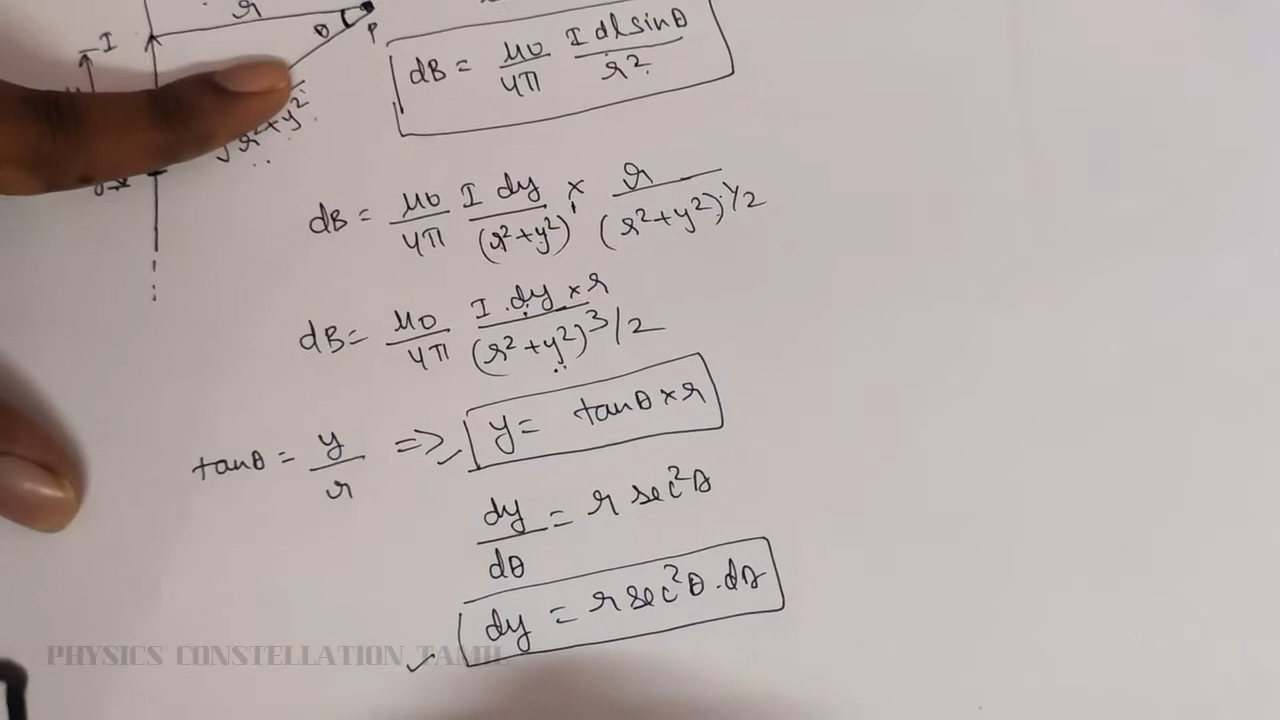 r
I
θ
P
√r²+y²
dB = μ0/4π I dl sinθ/r²
dB = μ0/4π I dy/(r²+y²) × r/(r²+y²)^1/2
dB = μ0/4π I.dy×r/(r²+y²)^3/2
tanθ = y/r => y = tanθ×r
dy/dθ = r sec²θ
dy = r sec²θ.dθ
PHYSICS CONSTELLATION TAMIL